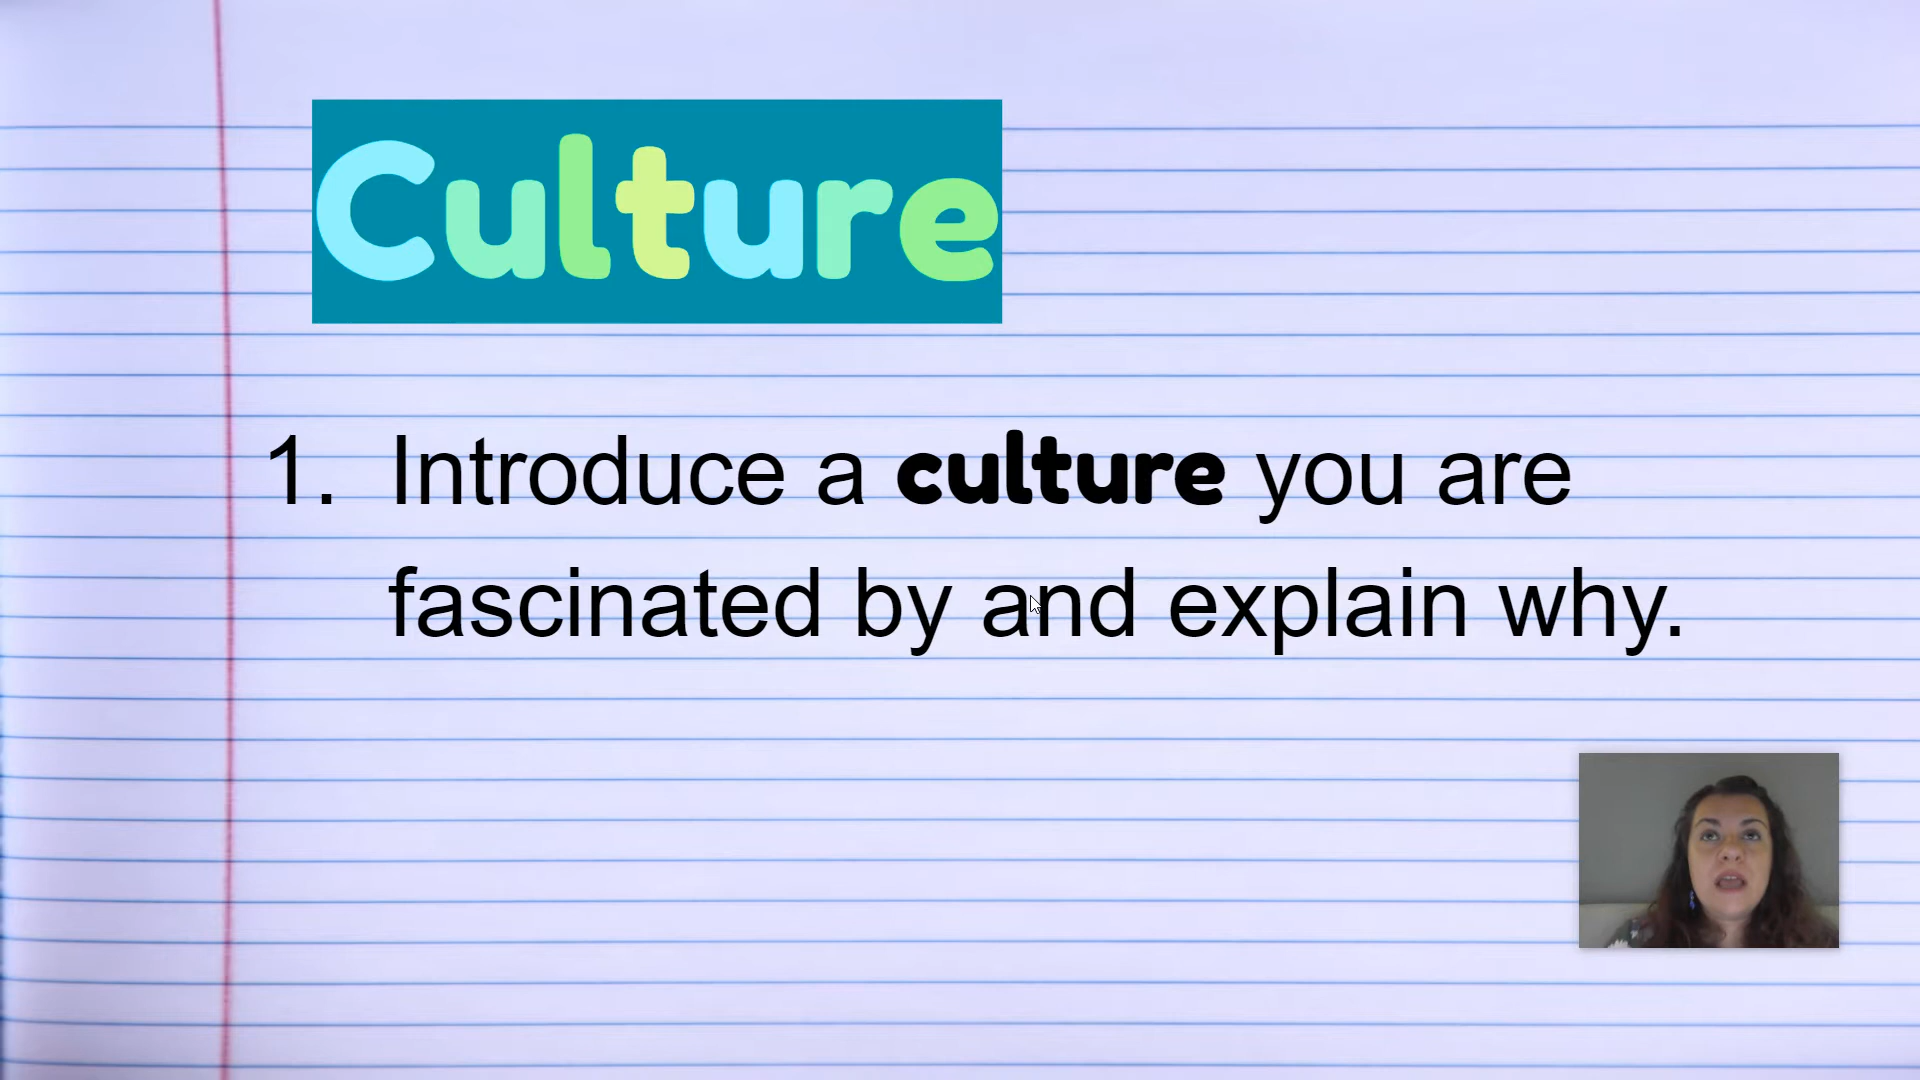 Culture
1. Introduce a culture you are
fascinated by and explain why.